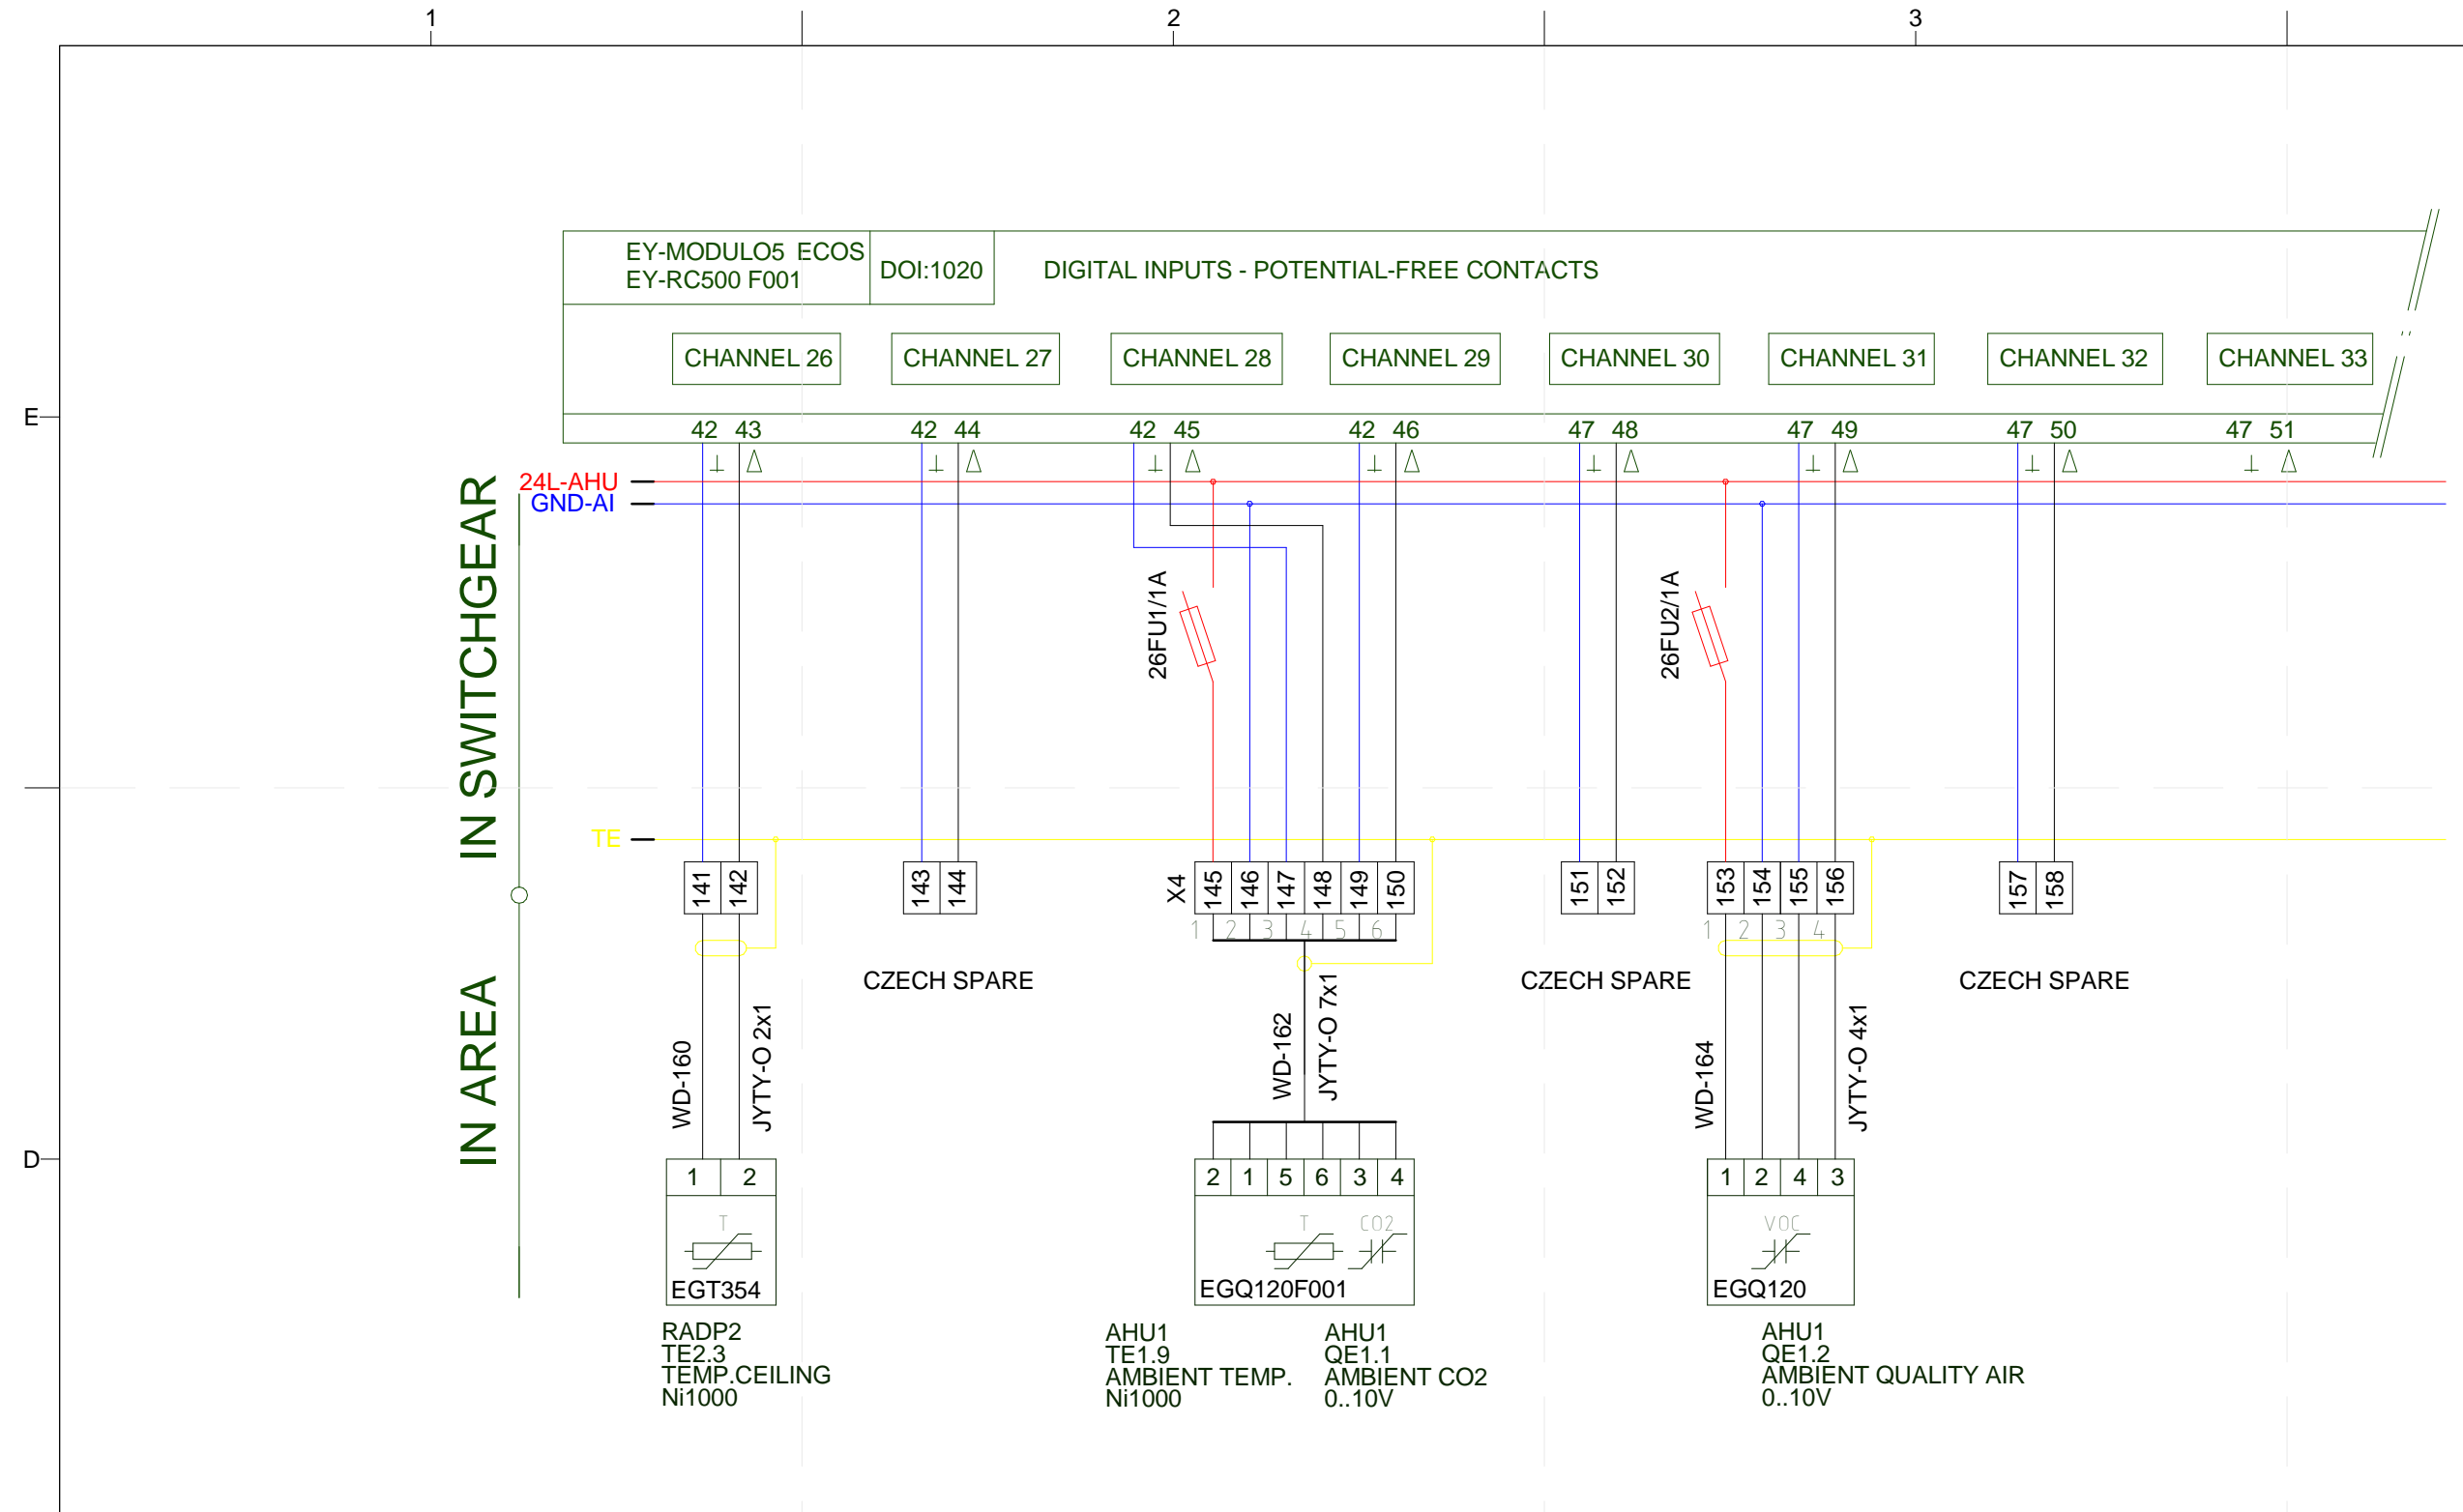 1 2 3
EY-MODULO5 ECOS
EY-RC500 F001
DOI:1020
DIGITAL INPUTS - POTENTIAL-FREE CONTACTS
CHANNEL 26 CHANNEL 27 CHANNEL 28 CHANNEL 29 CHANNEL 30 CHANNEL 31 CHANNEL 32 CHANNEL 33
E
42 43 42 44 42 45 42 46 47 48 47 49 47 50 47 51
24L-AHU
GND-AI
IN SWITCHGEAR
26FU1/1A
26FU2/1A
TE
141 142 143 144 X4 145 146 147 148 149 150 151 152 153 154 155 156 157 158
1 2 3 4 5 6 1 2 3 4
CZECH SPARE CZECH SPARE CZECH SPARE
IN AREA
WD-160 JYTY-O 2x1
WD-162 JYTY-O 7x1
WD-164 JYTY-O 4x1
D
1 2 2 1 5 6 3 4 1 2 4 3
T T CO2 VOC
EGT354 EGQ120F001 EGQ120
RADP2
TE2.3
TEMP.CEILING
Ni1000
AHU1
TE1.9
AMBIENT TEMP.
Ni1000
AHU1
QE1.1
AMBIENT CO2
0..10V
AHU1
QE1.2
AMBIENT QUALITY AIR
0..10V